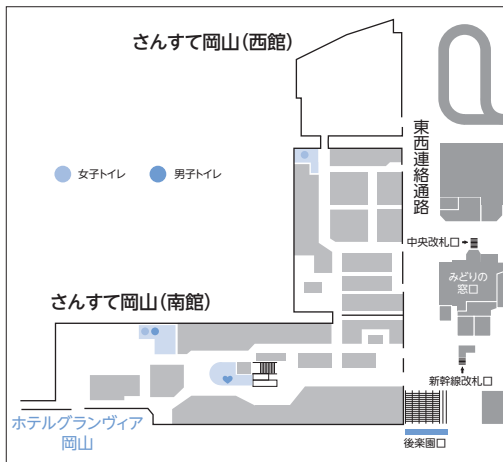 さんすて岡山(西館)
東西連絡通路
女子トイレ
男子トイレ
中央改札口
みどりの
窓口
さんすて岡山(南館)
新幹線改札口
ホテルグランヴィア
岡山
後楽園口